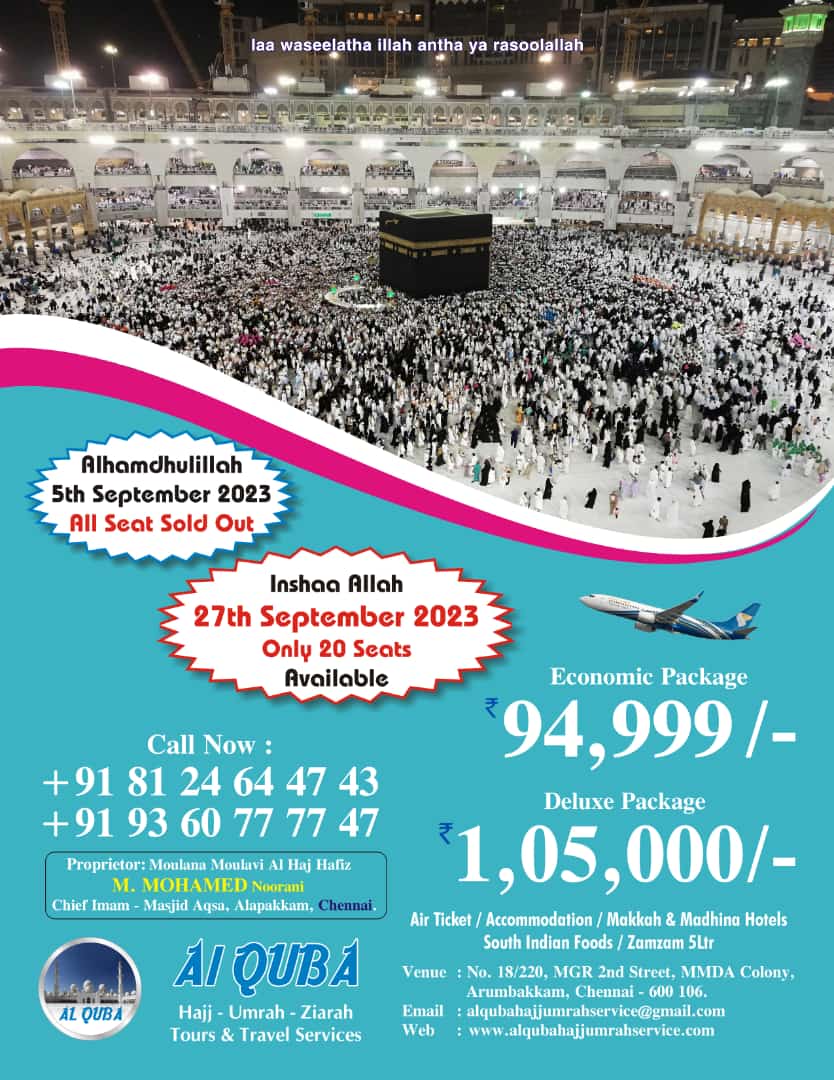 laa waseelatha illah antha ya rasoolallah
Alhamdhulillah
5th September 2023
All Seat Sold Out
Inshaa Allah
27th September 2023
Only 20 Seats
Available
Economic Package
₹94,999/-
Deluxe Package
₹1,05,000/-
Call Now :
+91 81 24 64 47 43
+91 93 60 77 77 47
Proprietor: Moulana Moulavi Al Haj Hafiz
M. MOHAMED Noorani
Chief Imam - Masjid Aqsa, Alapakkam, Chennai.
Air Ticket / Accommodation / Makkah & Madhina Hotels
South Indian Foods / Zamzam 5Ltr
AL QUBA
Al QUBA
Hajj - Umrah - Ziarah
Tours & Travel Services
Venue : No. 18/220, MGR 2nd Street, MMDA Colony,
Arumbakkam, Chennai - 600 106.
Email : alqubahajjumrahservice@gmail.com
Web : www.alqubahajjumrahservice.com